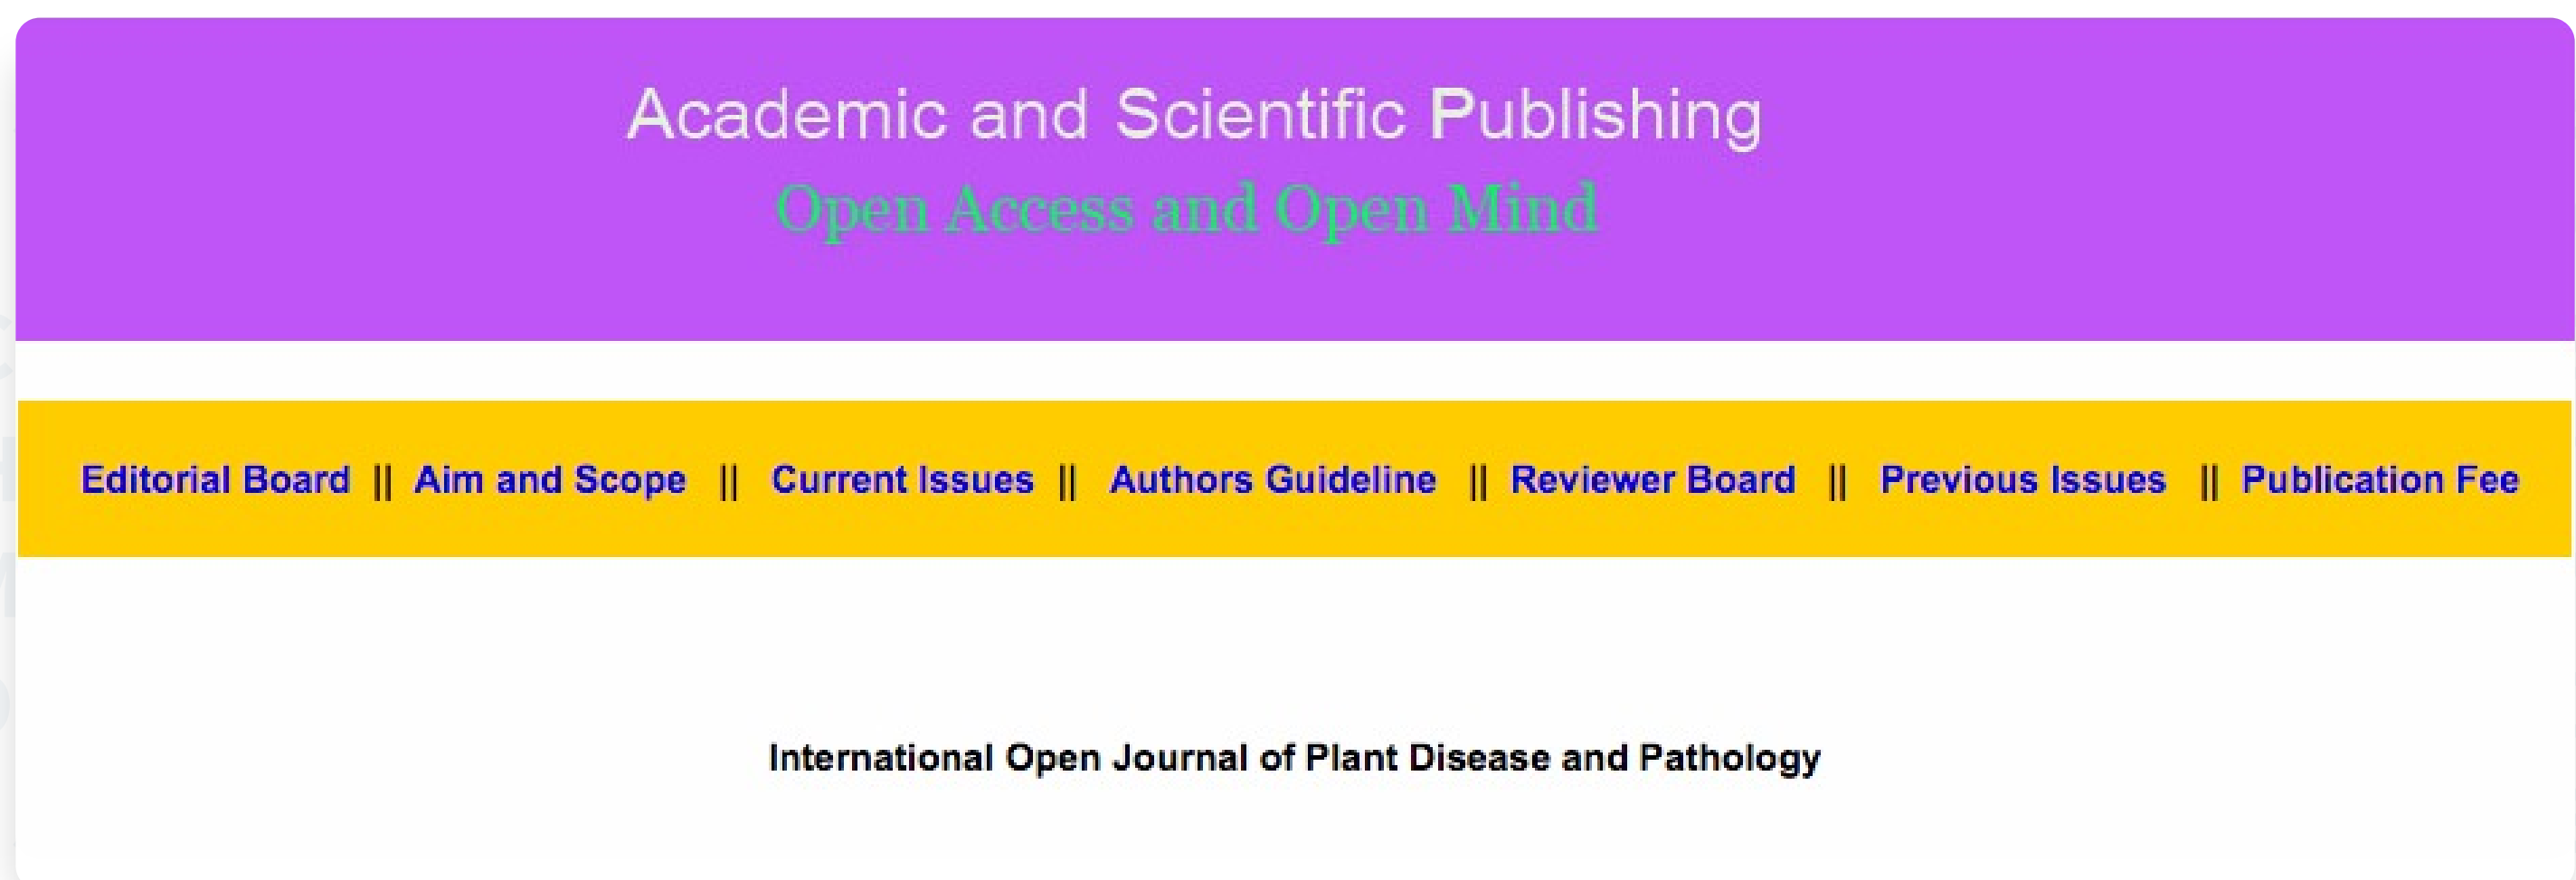 Academic and Scientific Publishing
Open Access and Open Mind
Editorial Board || Aim and Scope || Current Issues || Authors Guideline || Reviewer Board || Previous Issues || Publication Fee
International Open Journal of Plant Disease and Pathology